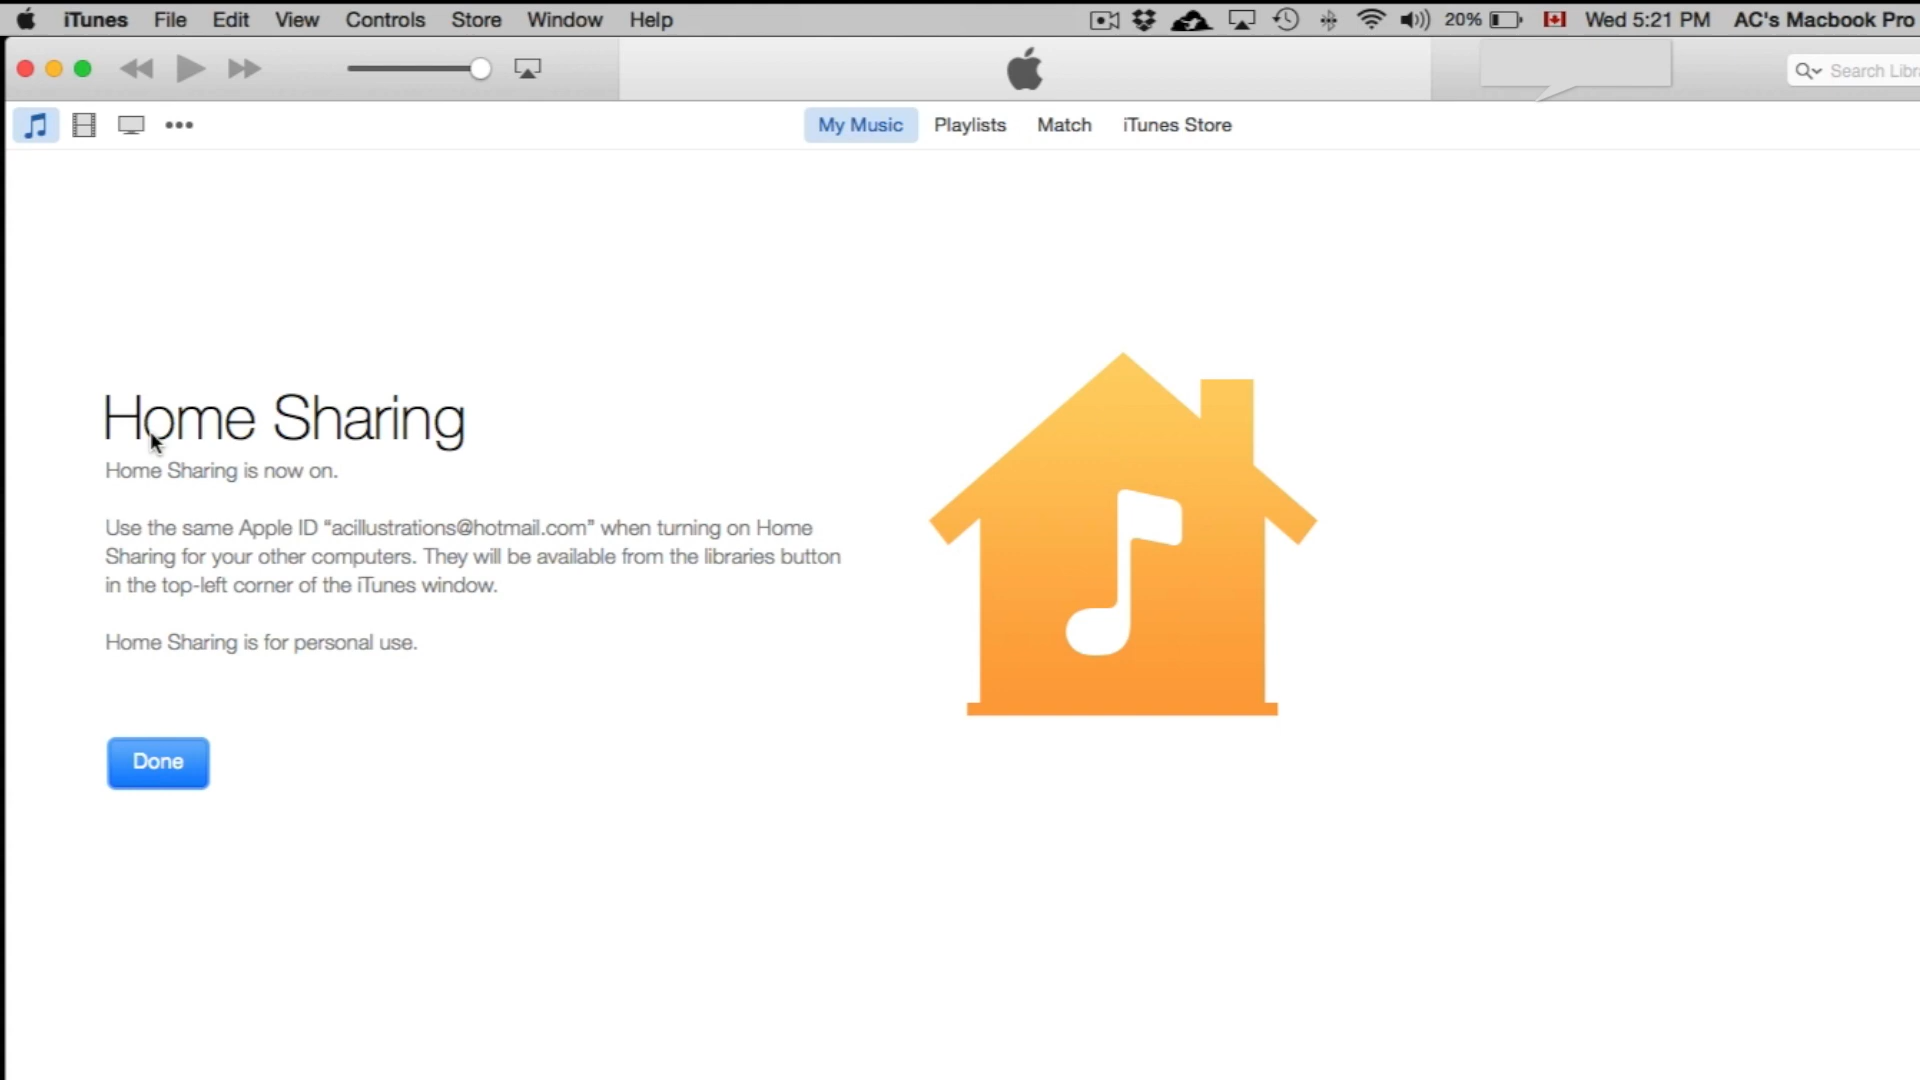 iTunes File Edit View Controls Store Window Help 20% Wed 5:21 PM AC's Macbook Pro
Search Libra
My Music Playlists Match iTunes Store
Home Sharing
Home Sharing is now on.
Use the same Apple ID “acillustrations@hotmail.com” when turning on Home
Sharing for your other computers. They will be available from the libraries button
in the top-left corner of the iTunes window.
Home Sharing is for personal use.
Done